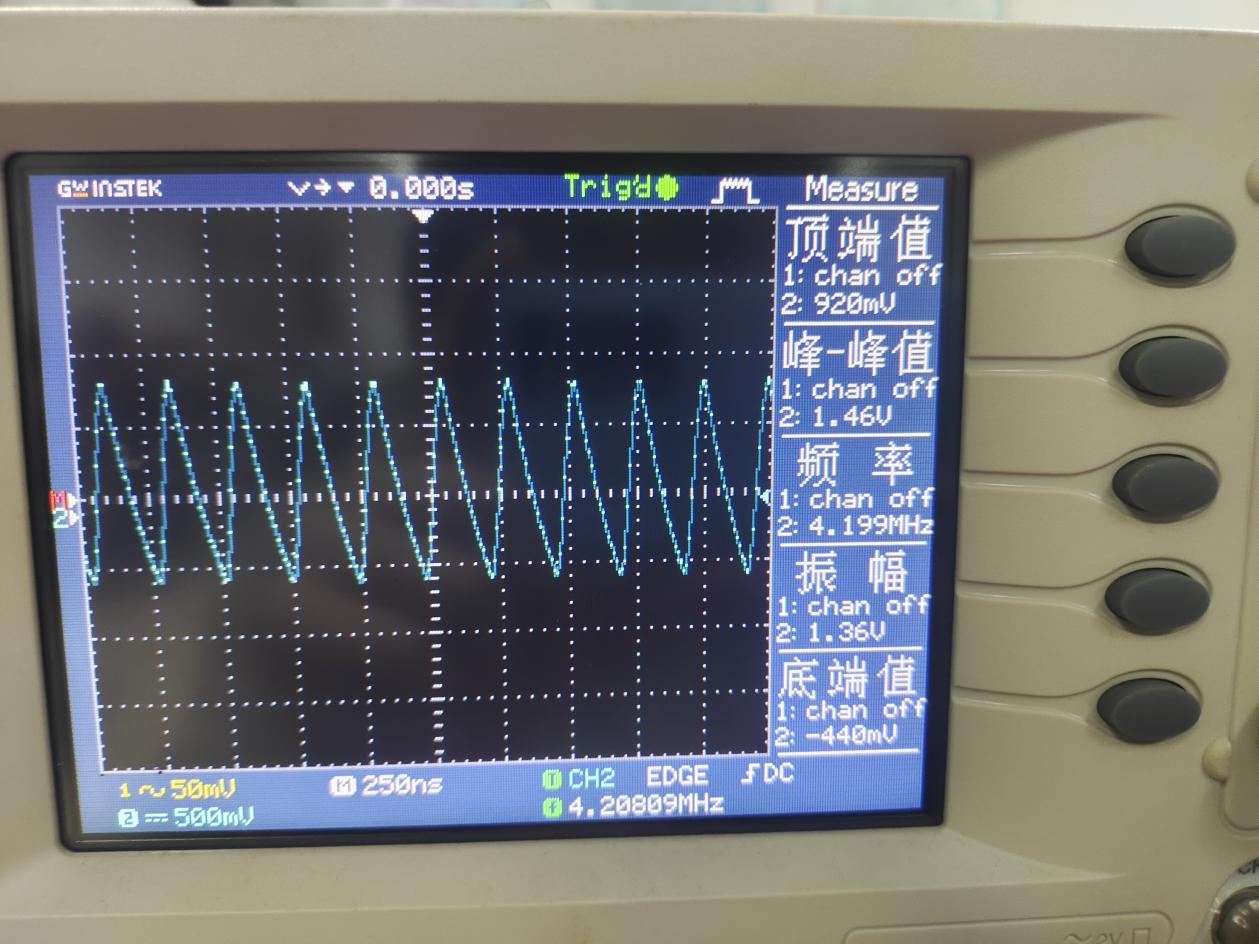 GW INSTEK 0.000s Trig'd Measure
顶端值
1: chan off
2: 920mV
峰-峰值
1: chan off
2: 1.46V
频 率
1: chan off
2: 4.199MHz
振 幅
1: chan off
2: 1.36V
底端值
1: chan off
2: -440mV
M
2
1 50mV M 250ns T CH2 EDGE DC
2 500mV f 4.20809MHz